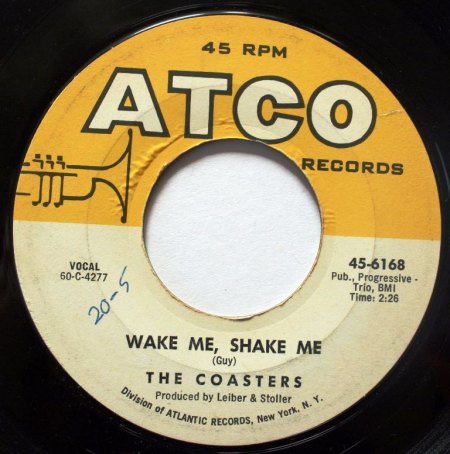 45 RPM
ATCO
RECORDS
VOCAL
60-C-4277
45-6168
Pub., Progressive -
Trio, BMI
Time: 2:26
20-5
WAKE ME, SHAKE ME
(Guy)
THE COASTERS
Produced by Leiber & Stoller
Division of ATLANTIC RECORDS, New York, N. Y.